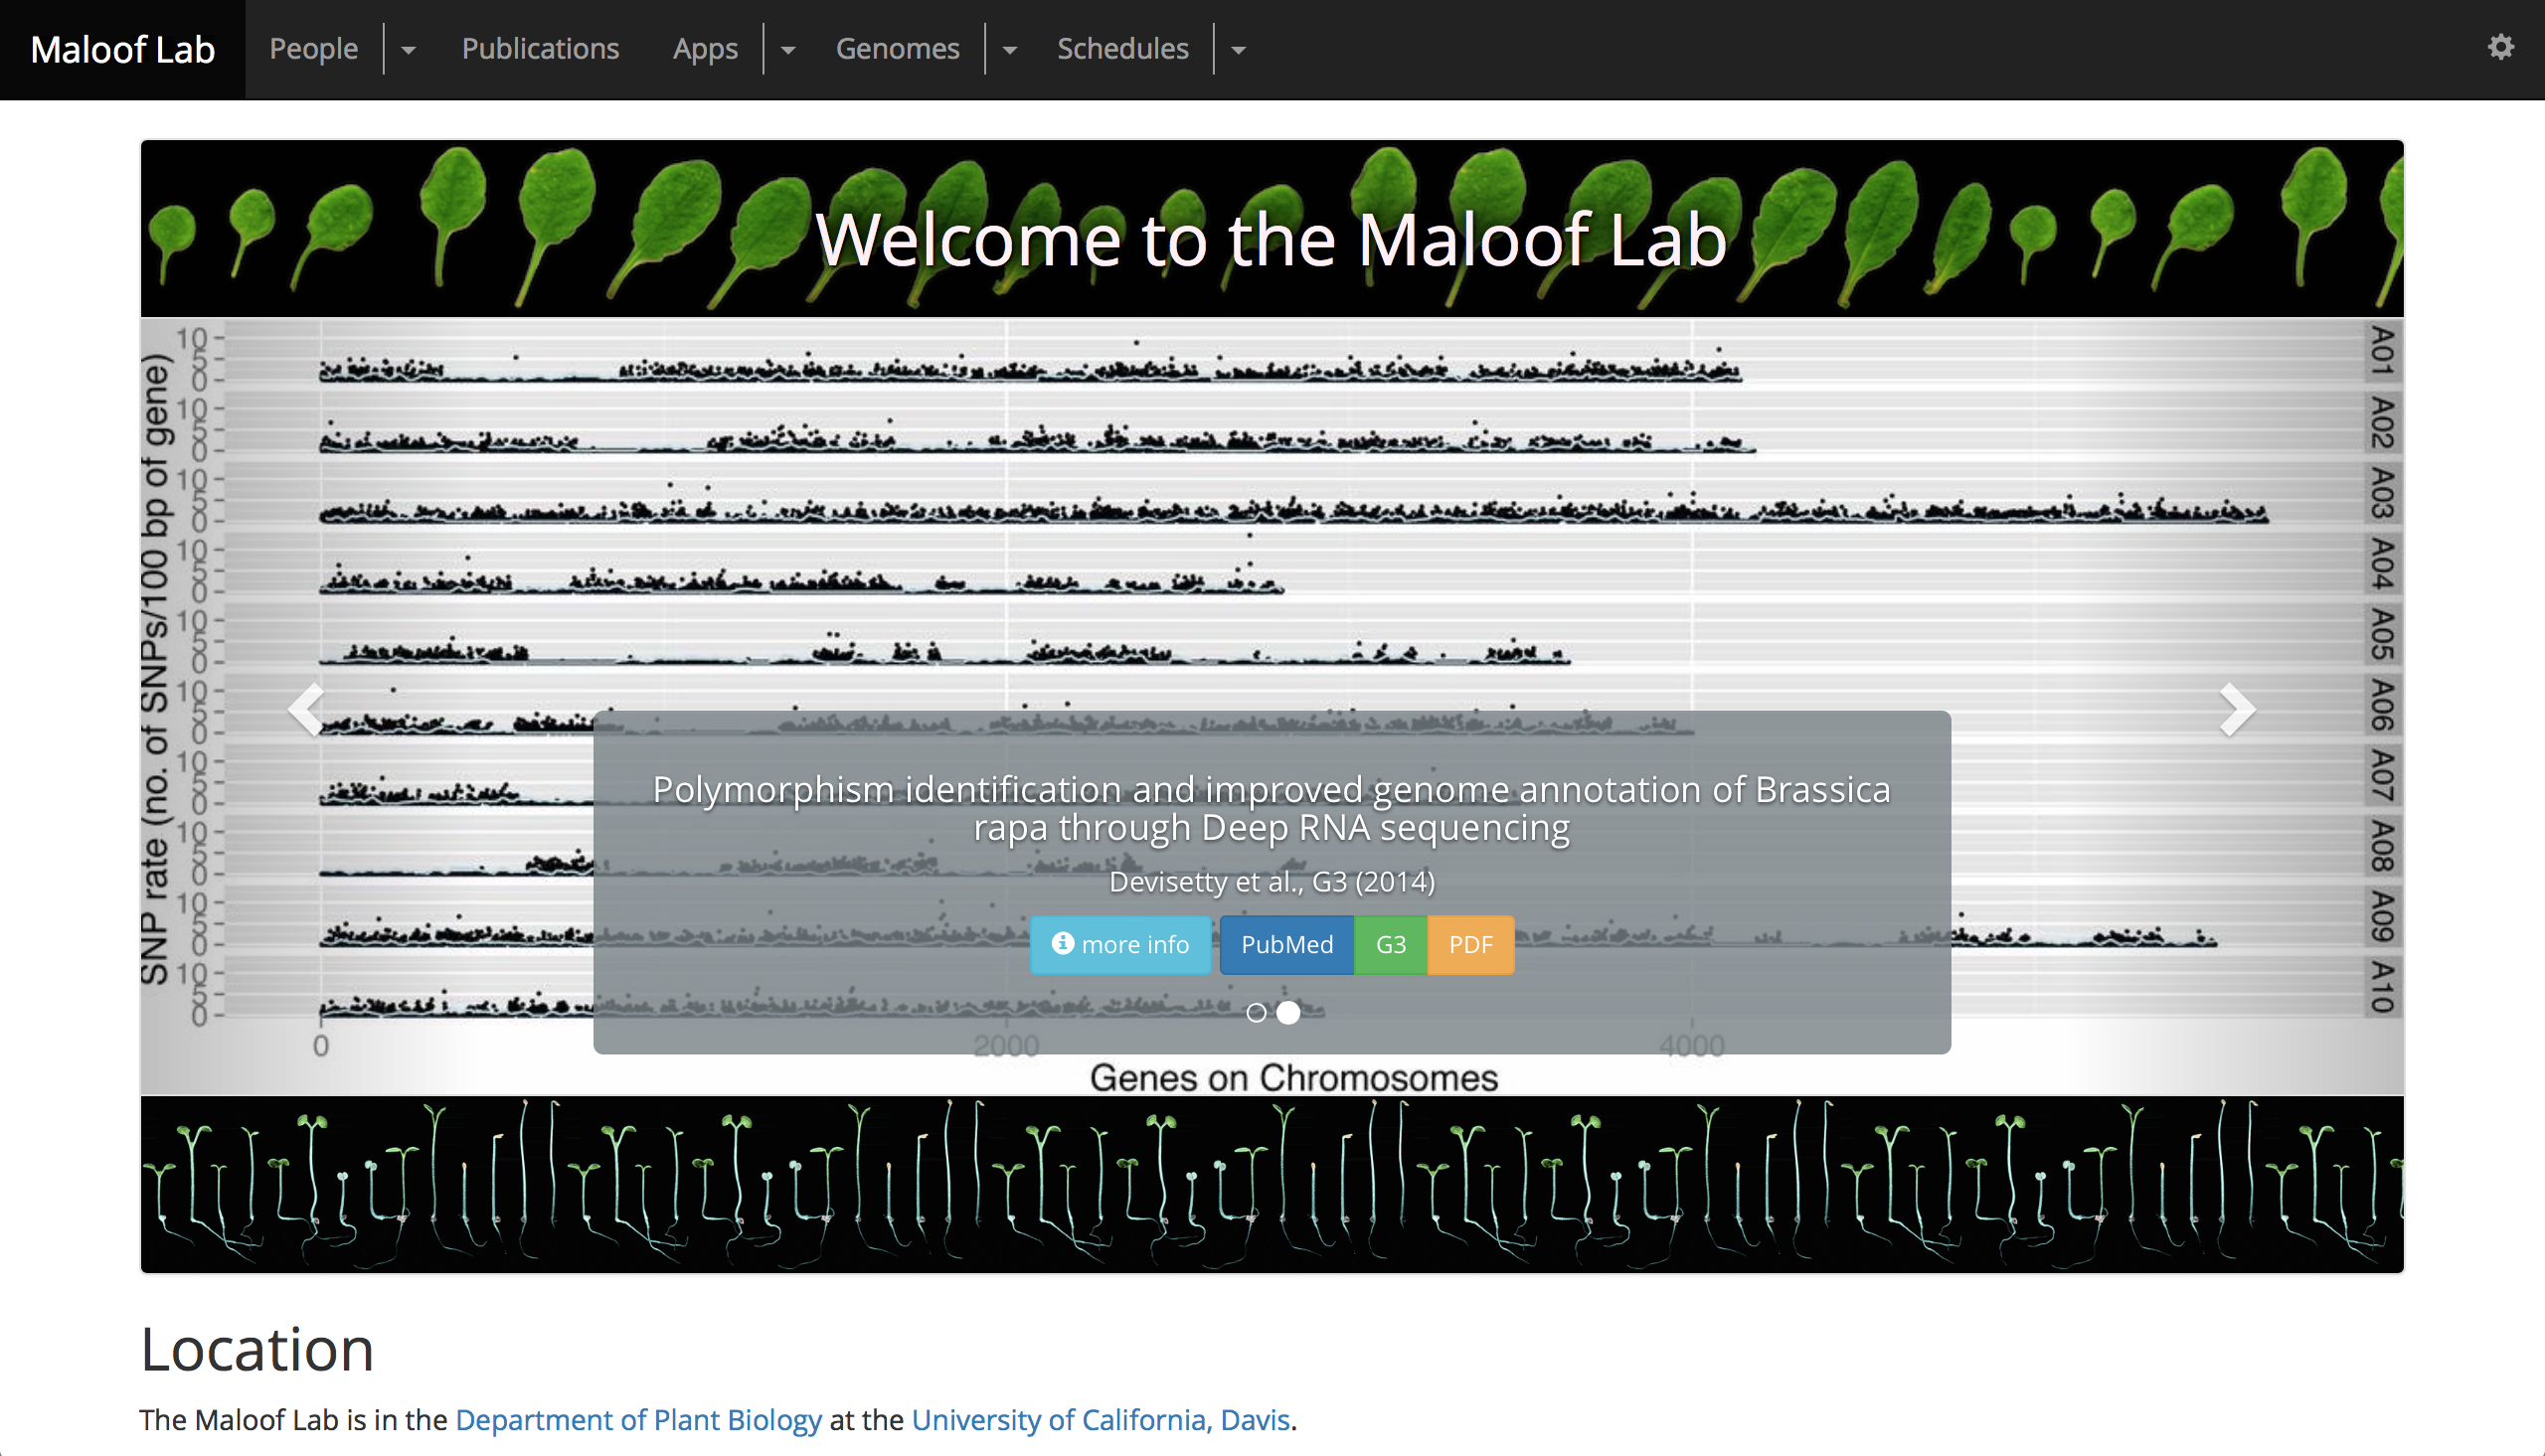 Maloof Lab People Publications Apps Genomes Schedules
Welcome to the Maloof Lab
SNP rate (no. of SNPs/100 bp of gene)
10
5
0
A01
10
5
0
A02
10
5
0
A03
10
5
0
A04
10
5
0
A05
10
5
0
A06
10
5
0
A07
10
5
0
A08
10
5
0
A09
10
5
0
A10
Polymorphism identification and improved genome annotation of Brassica
rapa through Deep RNA sequencing
Devisetty et al., G3 (2014)
more info PubMed G3 PDF
0 2000 4000
Genes on Chromosomes
Location
The Maloof Lab is in the Department of Plant Biology at the University of California, Davis.